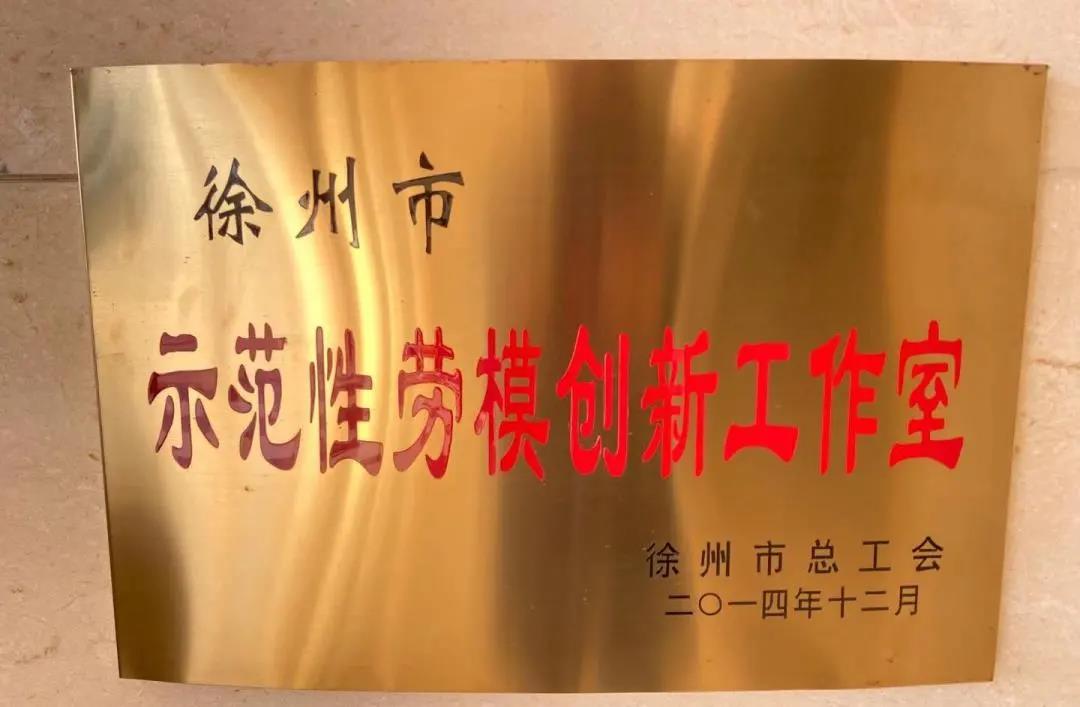 徐州市
示范性劳模创新工作室
徐州市总工会
二〇一四年十二月